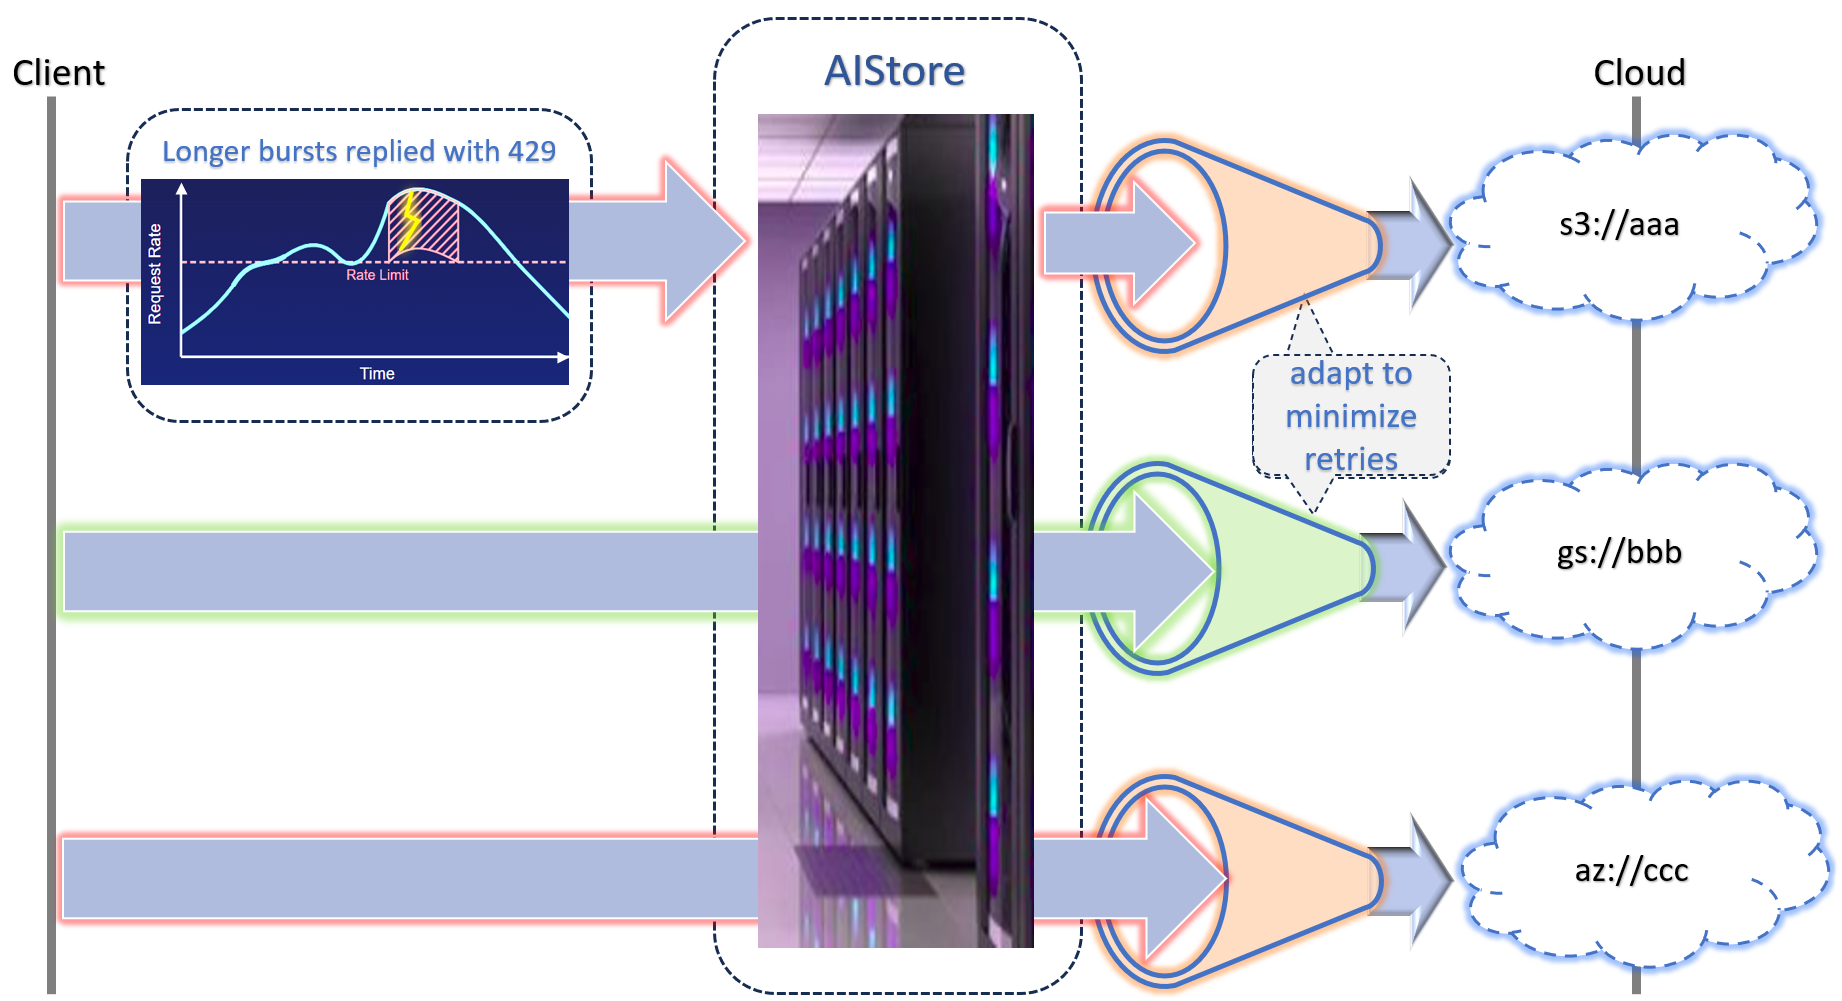 Client
AIStore
Cloud
Longer bursts replied with 429
Request Rate
Rate Limit
Time
s3://aaa
adapt to
minimize
retries
gs://bbb
az://ccc